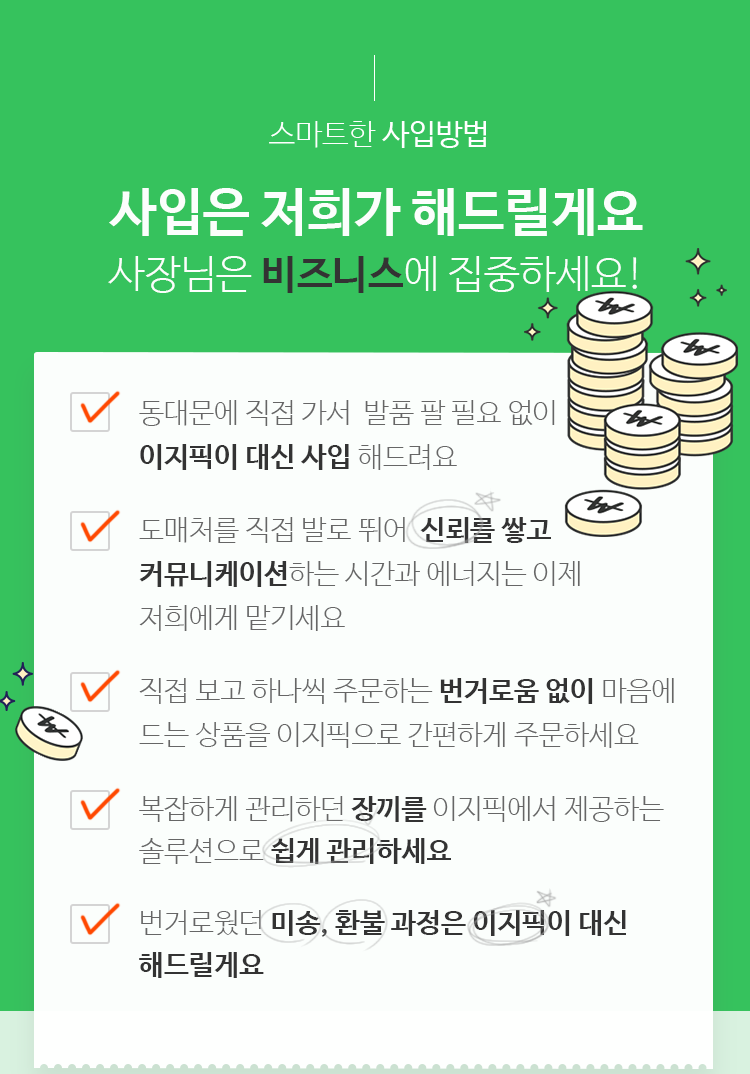 스마트한 사입방법
사입은 저희가 해드릴게요
사장님은 비즈니스에 집중하세요!
동대문에 직접 가서 발품 팔 필요 없이
이지픽이 대신 사입 해드려요
도매처를 직접 발로 뛰어 신뢰를 쌓고
커뮤니케이션하는 시간과 에너지는 이제
저희에게 맡기세요
직접 보고 하나씩 주문하는 번거로움 없이 마음에
드는 상품을 이지픽으로 간편하게 주문하세요
복잡하게 관리하던 장끼를 이지픽에서 제공하는
솔루션으로 쉽게 관리하세요
번거로웠던 미송, 환불 과정은 이지픽이 대신
해드릴게요